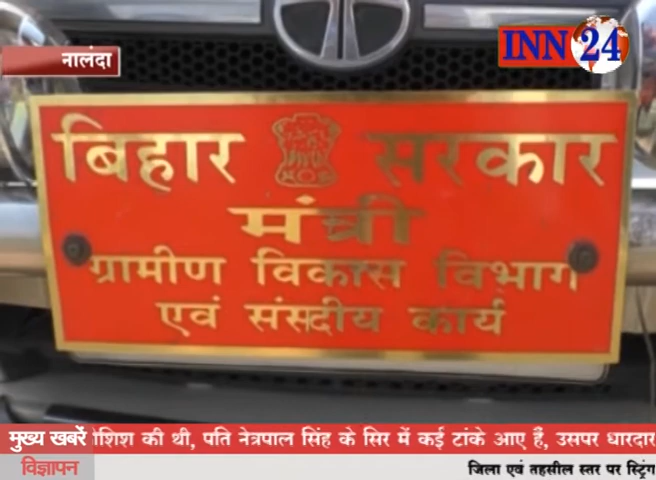 INN 24
नालंदा
बिहार सरकार
मंत्री
ग्रामीण विकास विभाग
एवं संसदीय कार्य
मुख्य खबरें ोशिश की थी, पति नेत्रपाल सिंह के सिर में कई टांके आए हैं, उसपर धारदार
विज्ञापन जिला एवं तहसील स्तर पर स्ट्रिंग